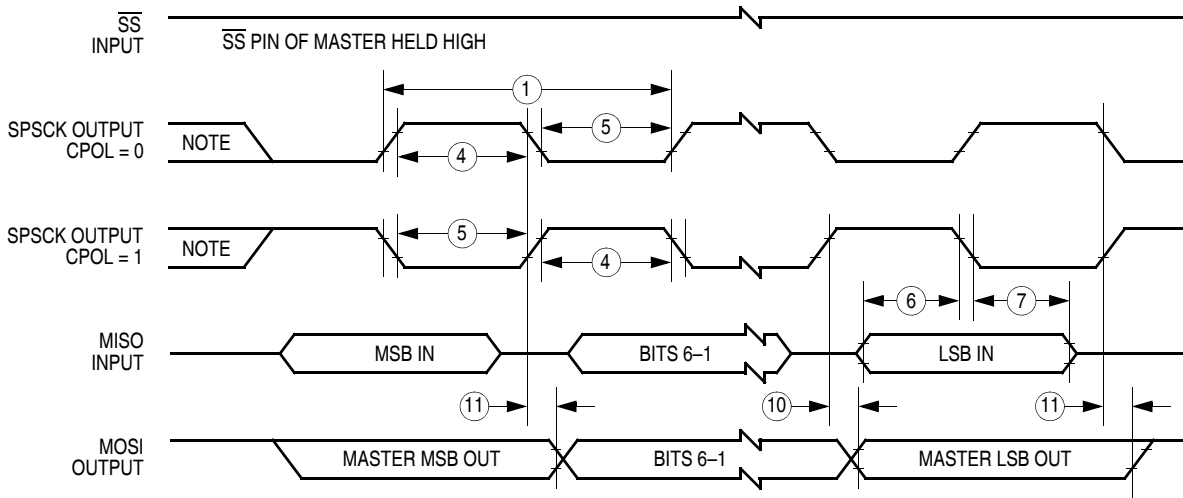 SS
INPUT
SS PIN OF MASTER HELD HIGH
1
SPSCK OUTPUT
CPOL = 0
NOTE
5
4
SPSCK OUTPUT
CPOL = 1
NOTE
5
4
6
7
MISO
INPUT
MSB IN
BITS 6–1
LSB IN
11
10
11
MOSI
OUTPUT
MASTER MSB OUT
BITS 6–1
MASTER LSB OUT